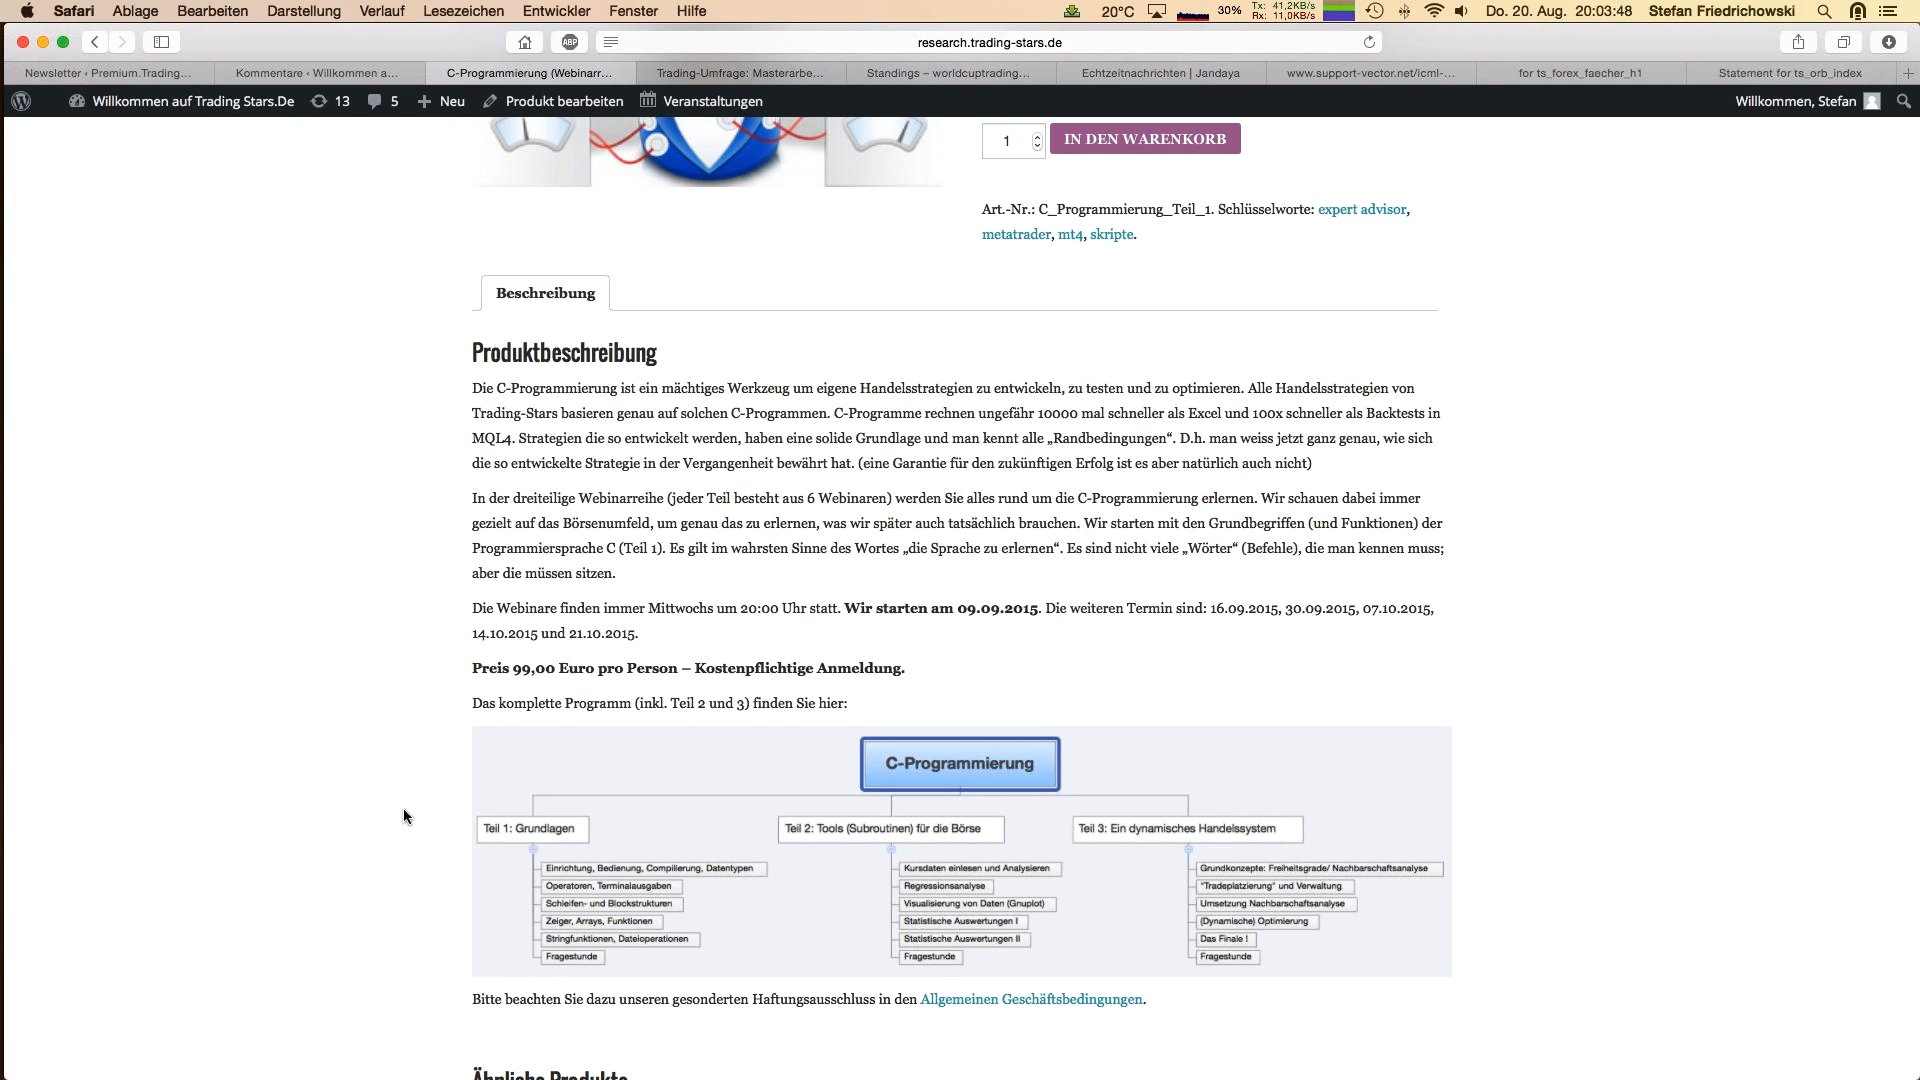 Safari Ablage Bearbeiten Darstellung Verlauf Lesezeichen Entwickler Fenster Hilfe 20°C 30% Tx: 41,2KB/s Rx: 11,0KB/s Do. 20. Aug. 20:03:48 Stefan Friedrichowski
ABP research.trading-stars.de
Newsletter ‹ Premium.Trading... Kommentare ‹ Willkommen a... C-Programmierung (Webinarr... Trading-Umfrage: Masterarbe... Standings – worldcuptrading... Echtzeitnachrichten | Jandaya www.support-vector.net/icml-... for ts_forex_faecher_h1 Statement for ts_orb_index
Willkommen auf Trading Stars.De 13 5 Neu Produkt bearbeiten Veranstaltungen Willkommen, Stefan
1 IN DEN WARENKORB
Art.-Nr.: C_Programmierung_Teil_1. Schlüsselworte: expert advisor,
metatrader, mt4, skripte.
Beschreibung
Produktbeschreibung
Die C-Programmierung ist ein mächtiges Werkzeug um eigene Handelsstrategien zu entwickeln, zu testen und zu optimieren. Alle Handelsstrategien von
Trading-Stars basieren genau auf solchen C-Programmen. C-Programme rechnen ungefähr 10000 mal schneller als Excel und 100x schneller als Backtests in
MQL4. Strategien die so entwickelt werden, haben eine solide Grundlage und man kennt alle „Randbedingungen“. D.h. man weiss jetzt ganz genau, wie sich
die so entwickelte Strategie in der Vergangenheit bewährt hat. (eine Garantie für den zukünftigen Erfolg ist es aber natürlich auch nicht)
In der dreiteilige Webinarreihe (jeder Teil besteht aus 6 Webinaren) werden Sie alles rund um die C-Programmierung erlernen. Wir schauen dabei immer
gezielt auf das Börsenumfeld, um genau das zu erlernen, was wir später auch tatsächlich brauchen. Wir starten mit den Grundbegriffen (und Funktionen) der
Programmiersprache C (Teil 1). Es gilt im wahrsten Sinne des Wortes „die Sprache zu erlernen“. Es sind nicht viele „Wörter“ (Befehle), die man kennen muss;
aber die müssen sitzen.
Die Webinare finden immer Mittwochs um 20:00 Uhr statt. Wir starten am 09.09.2015. Die weiteren Termin sind: 16.09.2015, 30.09.2015, 07.10.2015,
14.10.2015 und 21.10.2015.
Preis 99,00 Euro pro Person – Kostenpflichtige Anmeldung.
Das komplette Programm (inkl. Teil 2 und 3) finden Sie hier:
C-Programmierung
Teil 1: Grundlagen
Einrichtung, Bedienung, Compilierung, Datentypen
Operatoren, Terminalausgaben
Schleifen- und Blockstrukturen
Zeiger, Arrays, Funktionen
Stringfunktionen, Dateioperationen
Fragestunde
Teil 2: Tools (Subroutinen) für die Börse
Kursdaten einlesen und Analysieren
Regressionsanalyse
Visualisierung von Daten (Gnuplot)
Statistische Auswertungen I
Statistische Auswertungen II
Fragestunde
Teil 3: Ein dynamisches Handelssystem
Grundkonzepte: Freiheitsgrade/ Nachbarschaftsanalyse
"Tradeplatzierung" und Verwaltung
Umsetzung Nachbarschaftsanalyse
(Dynamische) Optimierung
Das Finale !
Fragestunde
Bitte beachten Sie dazu unseren gesonderten Haftungsausschluss in den Allgemeinen Geschäftsbedingungen.
Ähnliche Produkte